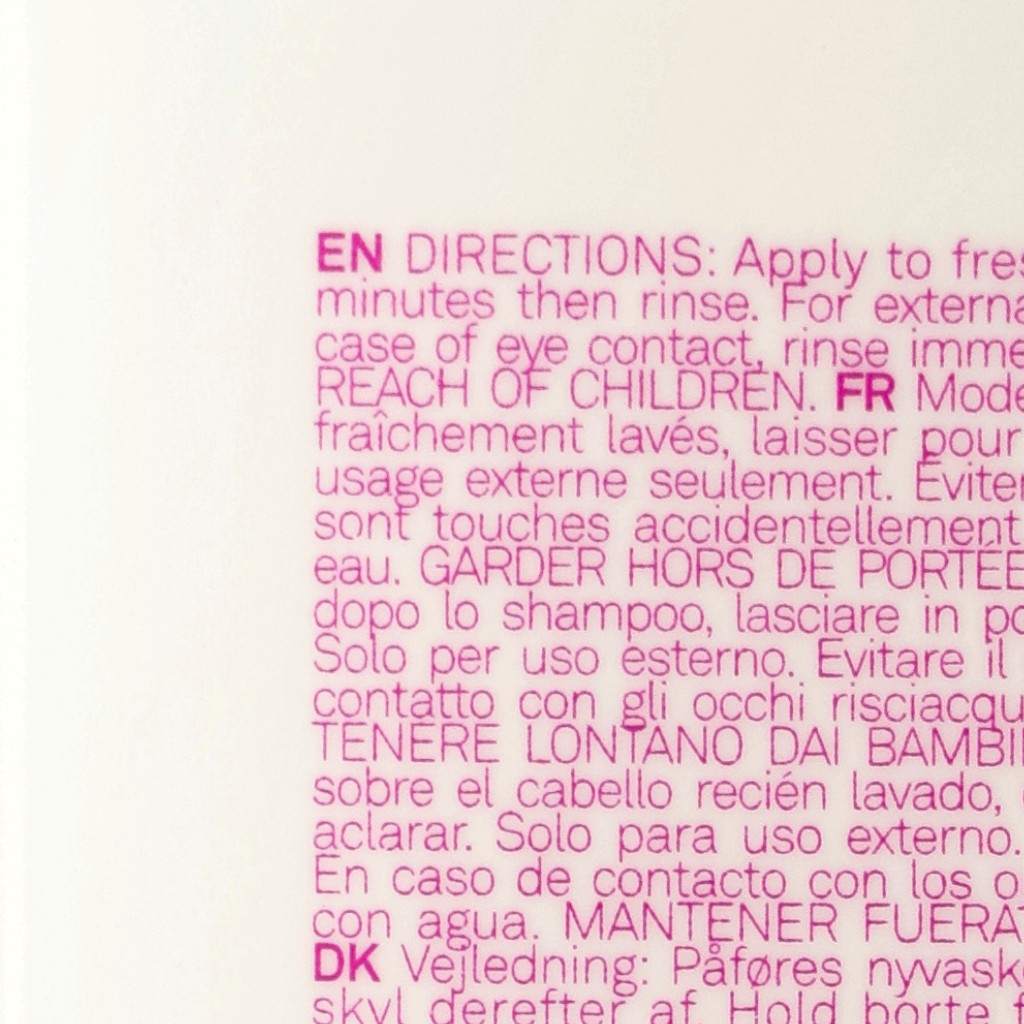 EN DIRECTIONS: Apply to fres
minutes then rinse. For externa
case of eye contact, rinse imme
REACH OF CHILDREN. FR Mode
fraîchement lavés, laisser pour
usage externe seulement. Éviter
sont touches accidentellement
eau. GARDER HORS DE PORTÉE
dopo lo shampoo, lasciare in po
Solo per uso esterno. Evitare il
contatto con gli occhi risciacqu
TENERE LONTANO DAI BAMBI
sobre el cabello recién lavado,
aclarar. Solo para uso externo.
En caso de contacto con los o
con agua. MANTENER FUERA
DK Vejledning: Påføres nyvask
skyl derefter af. Hold borte f